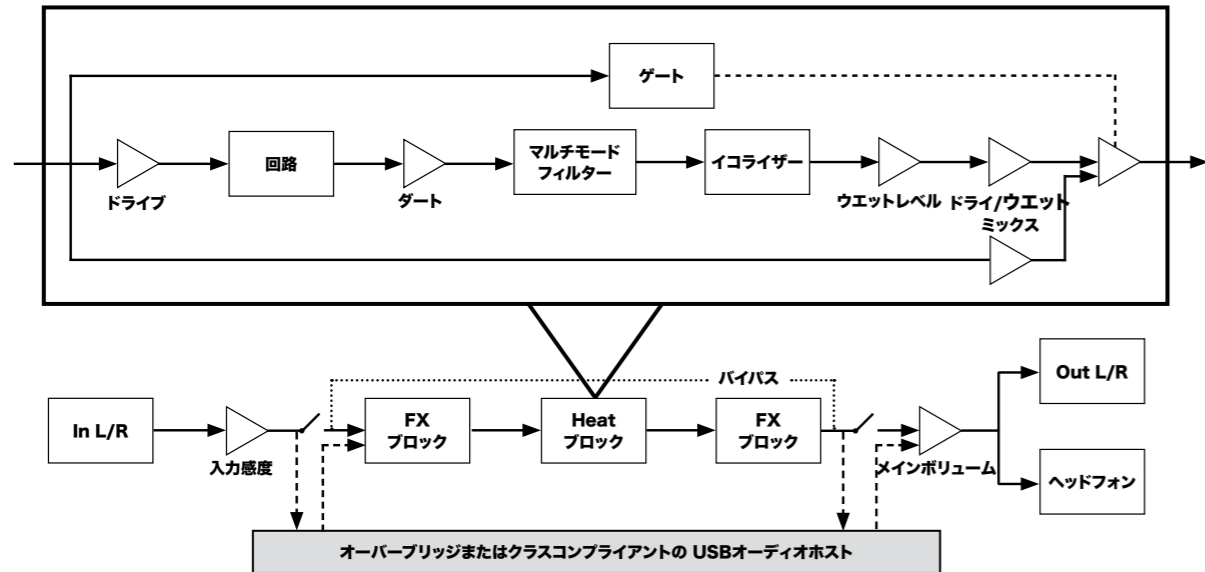 ゲート
ドライブ
回路
ダート
マルチモード
フィルター
イコライザー
ウエットレベル
ドライ/ウエット
ミックス
バイパス
In L/R
入力感度
FX
ブロック
Heat
ブロック
FX
ブロック
メインボリューム
Out L/R
ヘッドフォン
オーバーブリッジまたはクラスコンプライアントの USBオーディオホスト